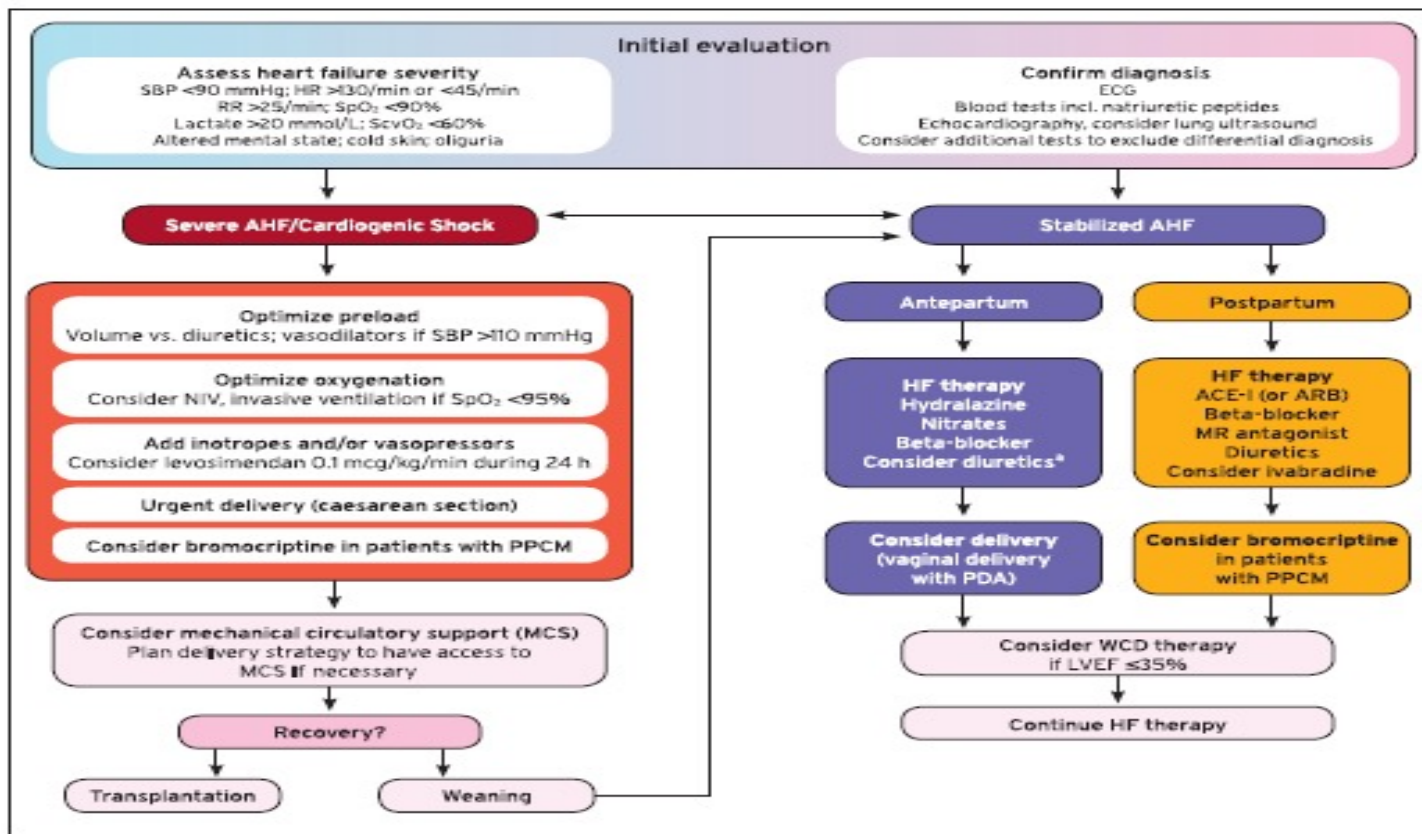 Initial evaluation
Assess heart failure severity
SBP <90 mmHg; HR >130/min or <45/min
RR >25/min; SpO₂ <90%
Lactate >20 mmol/L; ScvO₂ <60%
Altered mental state; cold skin; oliguria
Confirm diagnosis
ECG
Blood tests incl. natriuretic peptides
Echocardiography, consider lung ultrasound
Consider additional tests to exclude differential diagnosis
Severe AHF/Cardiogenic Shock
Optimize preload
Volume vs. diuretics; vasodilators if SBP >110 mmHg
Optimize oxygenation
Consider NIV, invasive ventilation if SpO₂ <95%
Add inotropes and/or vasopressors
Consider levosimendan 0.1 mcg/kg/min during 24 h
Urgent delivery (caesarean section)
Consider bromocriptine in patients with PPCM
Consider mechanical circulatory support (MCS)
Plan delivery strategy to have access to
MCS if necessary
Recovery?
Transplantation
Weaning
Stabilized AHF
Antepartum
HF therapy
Hydralazine
Nitrates
Beta-blocker
Consider diureticsᵃ
Consider delivery
(vaginal delivery
with PDA)
Postpartum
HF therapy
ACE-I (or ARB)
Beta-blocker
MR antagonist
Diuretics
Consider ivabradine
Consider bromocriptine
in patients
with PPCM
Consider WCD therapy
if LVEF ≤35%
Continue HF therapy